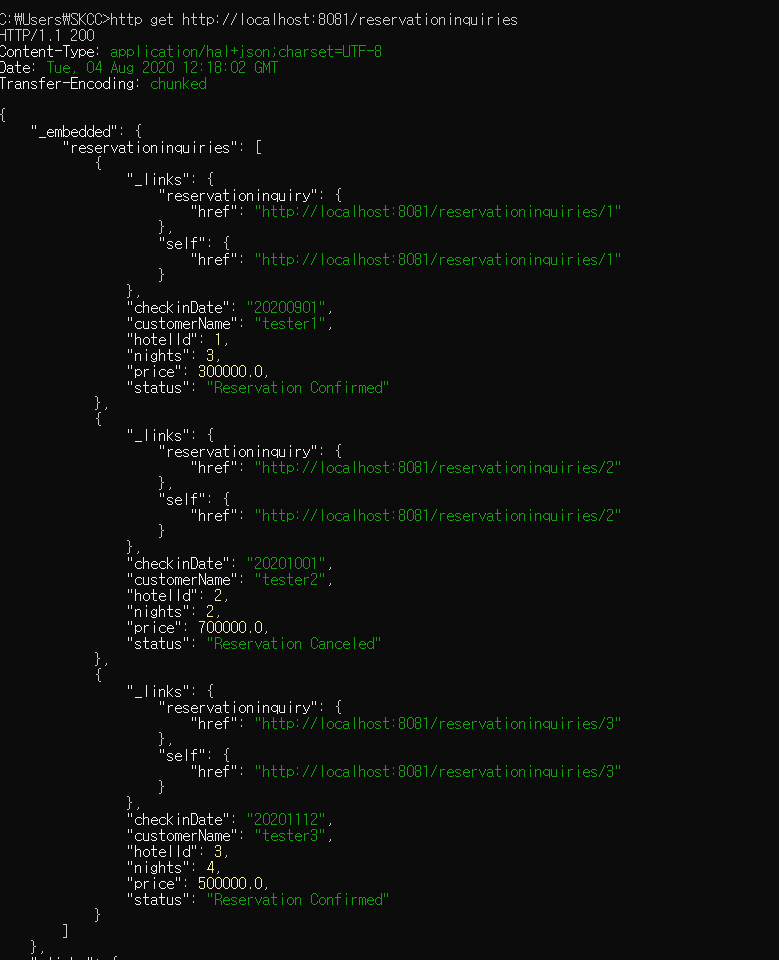 C:₩Users₩SKCC>http get http://localhost:8081/reservationinquiries
HTTP/1.1 200
Content-Type: application/hal+json;charset=UTF-8
Date: Tue, 04 Aug 2020 12:18:02 GMT
Transfer-Encoding: chunked
{
"_embedded": {
"reservationinquiries": [
{
"_links": {
"reservationinquiry": {
"href": "http://localhost:8081/reservationinquiries/1"
},
"self": {
"href": "http://localhost:8081/reservationinquiries/1"
}
},
"checkinDate": "20200901",
"customerName": "tester1",
"hotelId": 1,
"nights": 3,
"price": 300000.0,
"status": "Reservation Confirmed"
},
{
"_links": {
"reservationinquiry": {
"href": "http://localhost:8081/reservationinquiries/2"
},
"self": {
"href": "http://localhost:8081/reservationinquiries/2"
}
},
"checkinDate": "20201001",
"customerName": "tester2",
"hotelId": 2,
"nights": 2,
"price": 700000.0,
"status": "Reservation Canceled"
},
{
"_links": {
"reservationinquiry": {
"href": "http://localhost:8081/reservationinquiries/3"
},
"self": {
"href": "http://localhost:8081/reservationinquiries/3"
}
},
"checkinDate": "20201112",
"customerName": "tester3",
"hotelId": 3,
"nights": 4,
"price": 500000.0,
"status": "Reservation Confirmed"
}
]
},